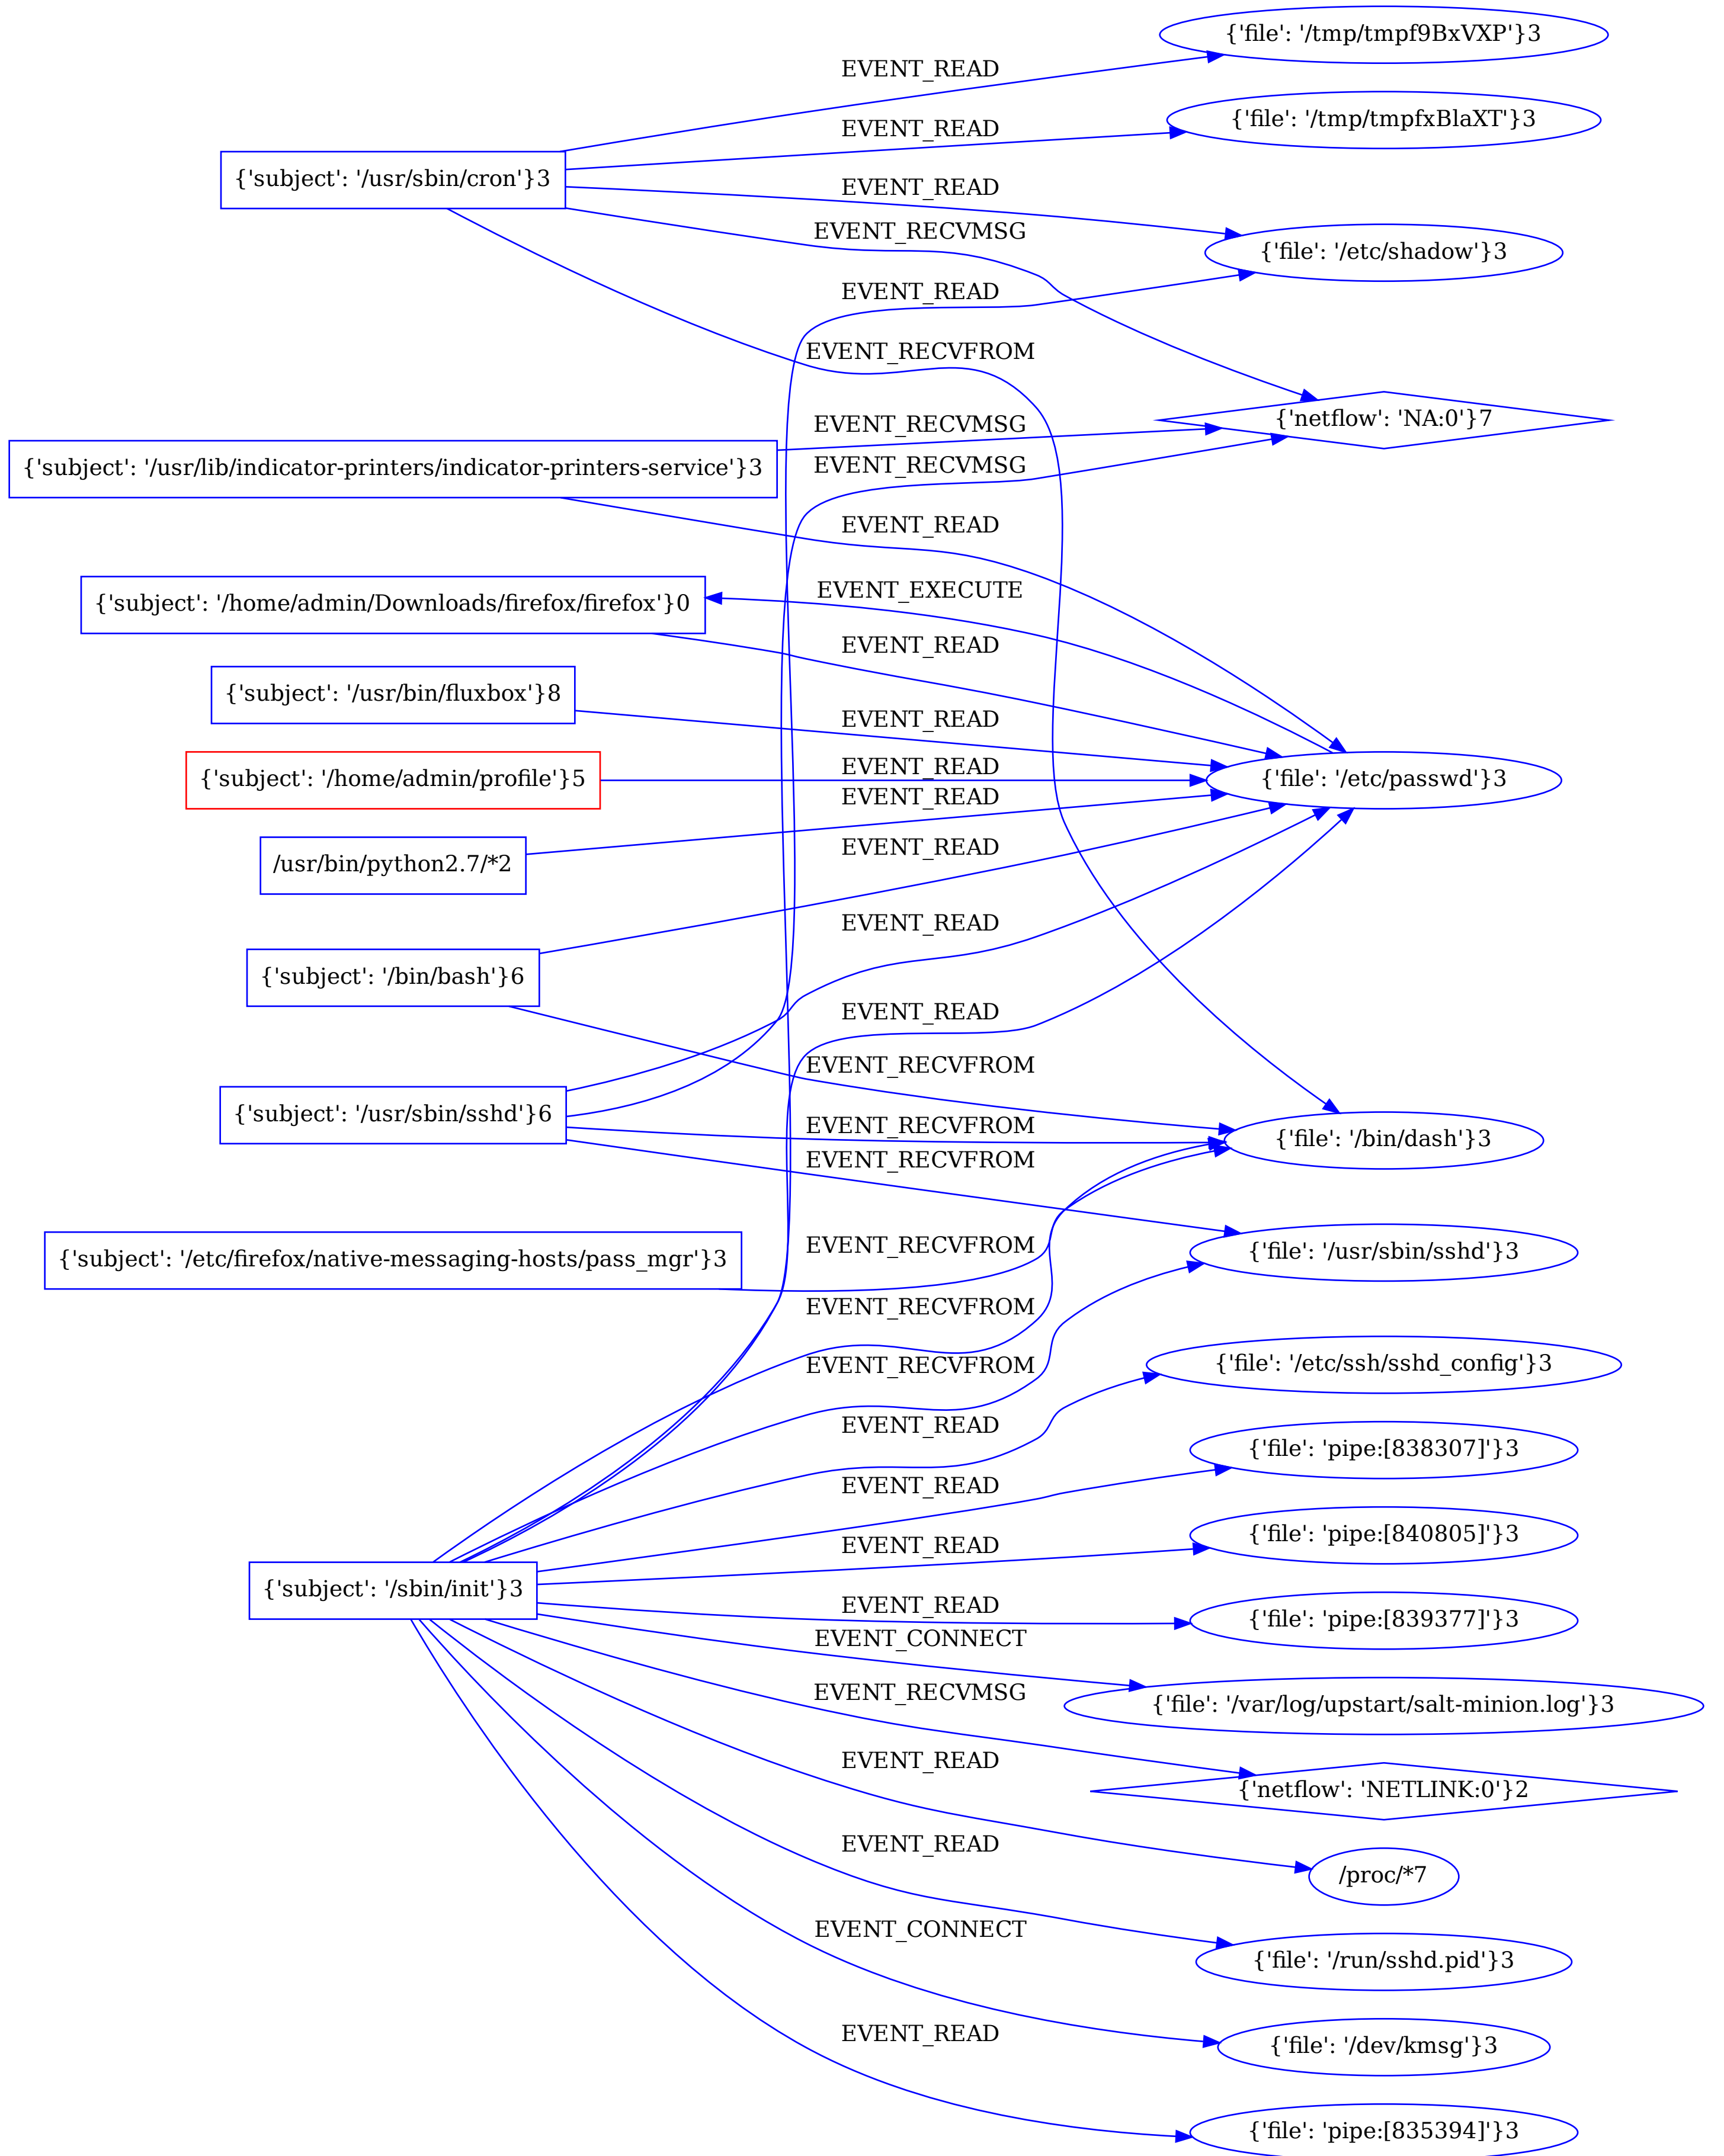 {'file': '/tmp/tmpf9BxVXP'}3
EVENT_READ
{'file': '/tmp/tmpfxBlaXT'}3
EVENT_READ
{'subject': '/usr/sbin/cron'}3
EVENT_READ
EVENT_RECVMSG
{'file': '/etc/shadow'}3
EVENT_READ
EVENT_RECVFROM
{'netflow': 'NA:0'}7
EVENT_RECVMSG
{'subject': '/usr/lib/indicator-printers/indicator-printers-service'}3
EVENT_RECVMSG
EVENT_READ
EVENT_EXECUTE
{'subject': '/home/admin/Downloads/firefox/firefox'}0
EVENT_READ
{'subject': '/usr/bin/fluxbox'}8
EVENT_READ
EVENT_READ
{'subject': '/home/admin/profile'}5
{'file': '/etc/passwd'}3
EVENT_READ
EVENT_READ
/usr/bin/python2.7/*2
EVENT_READ
{'subject': '/bin/bash'}6
EVENT_READ
EVENT_RECVFROM
{'subject': '/usr/sbin/sshd'}6
EVENT_RECVFROM
{'file': '/bin/dash'}3
EVENT_RECVFROM
EVENT_RECVFROM
{'file': '/usr/sbin/sshd'}3
{'subject': '/etc/firefox/native-messaging-hosts/pass_mgr'}3
EVENT_RECVFROM
EVENT_RECVFROM
{'file': '/etc/ssh/sshd_config'}3
EVENT_READ
{'file': 'pipe:[838307]'}3
EVENT_READ
{'file': 'pipe:[840805]'}3
EVENT_READ
{'subject': '/sbin/init'}3
EVENT_READ
{'file': 'pipe:[839377]'}3
EVENT_CONNECT
EVENT_RECVMSG
{'file': '/var/log/upstart/salt-minion.log'}3
EVENT_READ
{'netflow': 'NETLINK:0'}2
EVENT_READ
/proc/*7
EVENT_CONNECT
{'file': '/run/sshd.pid'}3
EVENT_READ
{'file': '/dev/kmsg'}3
{'file': 'pipe:[835394]'}3